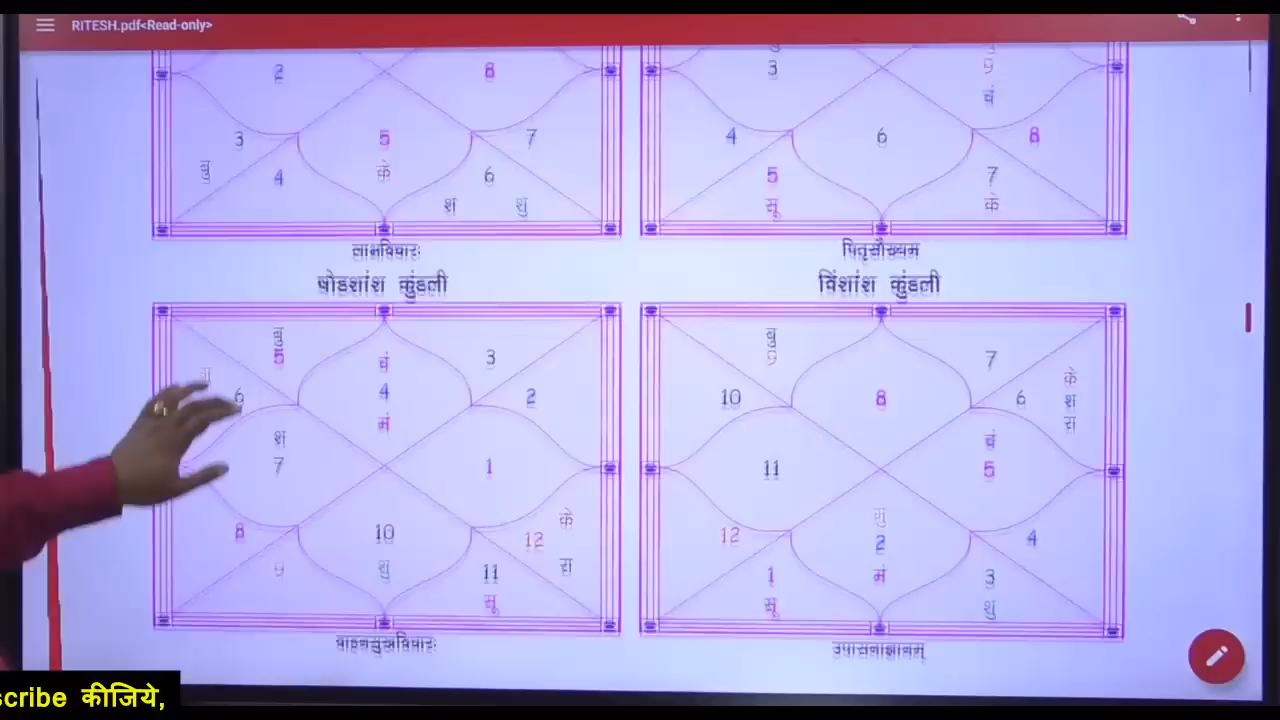 RITESH.pdf<Read-only>
2 8
3 5 7
बु 4 के 6
श शु
3 9
चं
4 6 8
5 7
सू के
लाभविचारः पितृसौख्यम
षोडशांश कुंडली विंशांश कुंडली
बु
5 चं 3
6 4 2
मं
श
7 1
8 10 12 के
9 शु 11 रा
सू
बु
9 7
10 8 6 के
श
रा
11 चं
5
12 गु 4
2
1 मं 3
सू शु
वाहनसुखविचारः उपासनाज्ञानम्
scribe कीजिये,